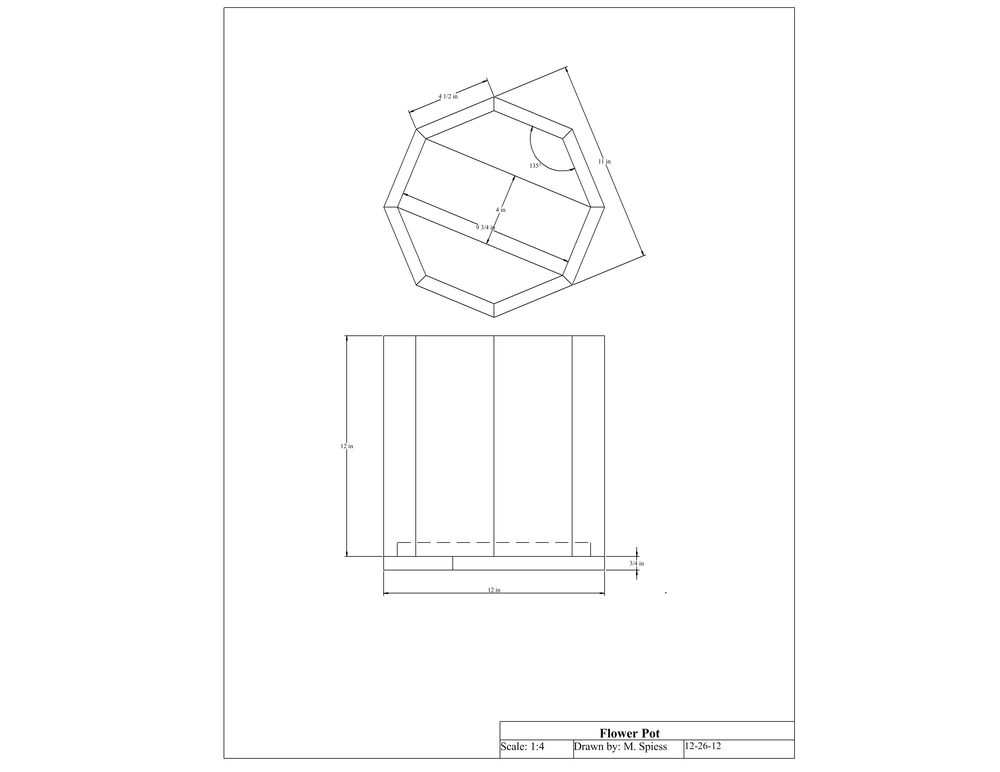 4 1/2 in
11 in
135°
4 in
9 3/4 in
12 in
3/4 in
12 in
Flower Pot
Scale: 1:4
Drawn by: M. Spiess
12-26-12